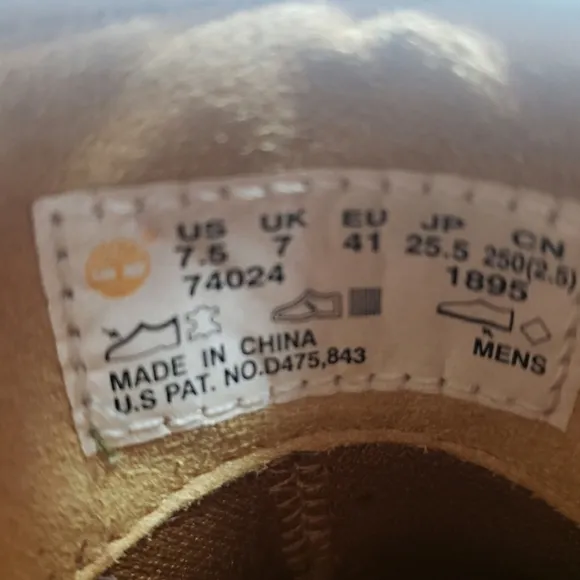 US UK EU JP CN
7.5 7 41 25.5 250(2.5)
74024 1895
MADE IN CHINA MENS
U.S PAT. NO.D475,843